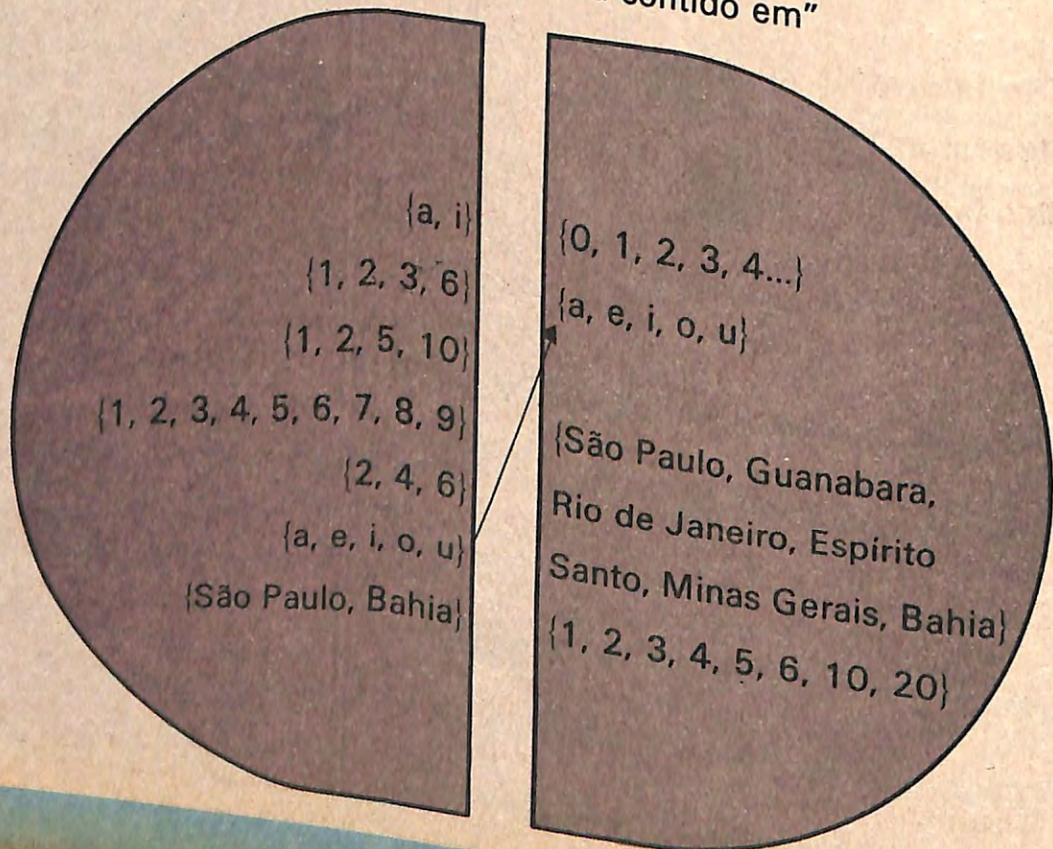 contido em"
{a, i}
{1, 2, 3, 6}
{1, 2, 5, 10}
{1, 2, 3, 4, 5, 6, 7, 8, 9}
{2, 4, 6}
{a, e, i, o, u}
{São Paulo, Bahia}
{0, 1, 2, 3, 4...}
{a, e, i, o, u}
{São Paulo, Guanabara,
Rio de Janeiro, Espírito
Santo, Minas Gerais, Bahia}
{1, 2, 3, 4, 5, 6, 10, 20}